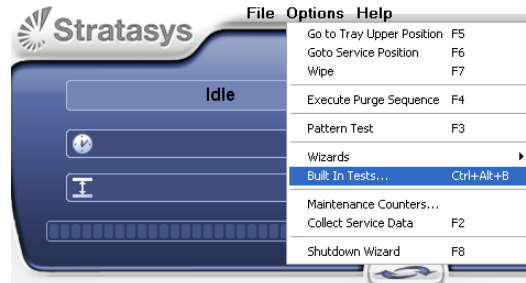 File Options Help
Stratasys
Go to Tray Upper Position F5
Goto Service Position F6
Wipe F7
Idle
Execute Purge Sequence F4
Pattern Test F3
Wizards
Built In Tests... Ctrl+Alt+B
Maintenance Counters...
Collect Service Data F2
Shutdown Wizard F8